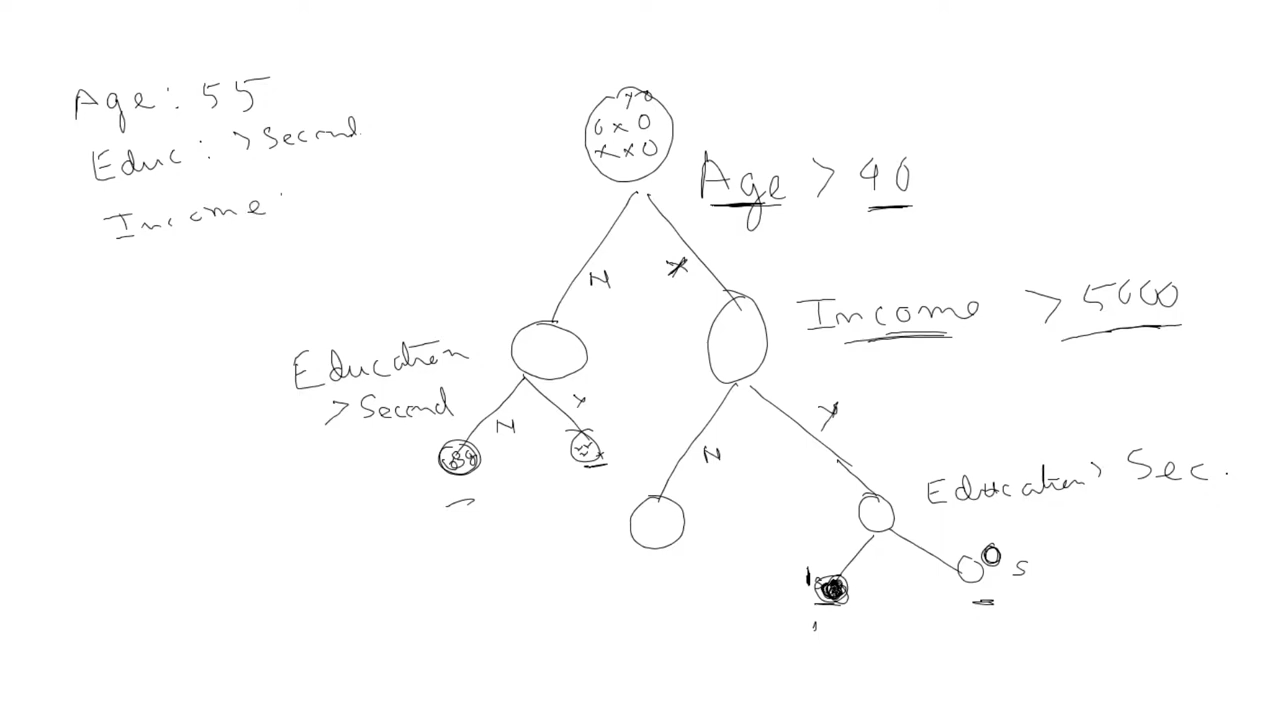 Age : 55
Educ : > Second
Income :
x o
o x o
x x o
Age > 40
N
Y
Income > 5000
Education
> Second
N
Y
N
Y
Education > Sec.
S